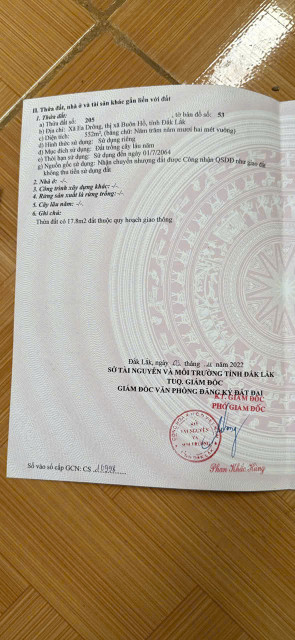 II. Thửa đất, nhà ở và tài sản khác gắn liền với đất
1. Thửa đất:
a) Thửa đất số: 205 , tờ bản đồ số: 53
b) Địa chỉ: Xã Ea Drông, thị xã Buôn Hồ, tỉnh Đắk Lắk
c) Diện tích: 552m², (bằng chữ: Năm trăm năm mươi hai mét vuông)
d) Hình thức sử dụng: Sử dụng riêng
đ) Mục đích sử dụng: Đất trồng cây lâu năm
e) Thời hạn sử dụng: Sử dụng đến ngày 01/7/2064
g) Nguồn gốc sử dụng: Nhận chuyển nhượng đất được Công nhận QSDĐ như giao đất
không thu tiền sử dụng đất
2. Nhà ở: -/-
3. Công trình xây dựng khác: -/-
4. Rừng sản xuất là rừng trồng: -/-
5. Cây lâu năm: -/-
6. Ghi chú:
Thửa đất có 17.8m2 đất thuộc quy hoạch giao thông
Đắk Lắk, ngày tháng năm 2022
SỞ TÀI NGUYÊN VÀ MÔI TRƯỜNG TỈNH ĐẮK LẮK
TUQ. GIÁM ĐỐC
GIÁM ĐỐC VĂN PHÒNG ĐĂNG KÝ ĐẤT ĐAI
KT. GIÁM ĐỐC
PHÓ GIÁM ĐỐC
SỞ
TÀI NGUYÊN
VÀ
MÔI TRƯỜNG
Phan Khắc Hùng
Số vào sổ cấp GCN: CS